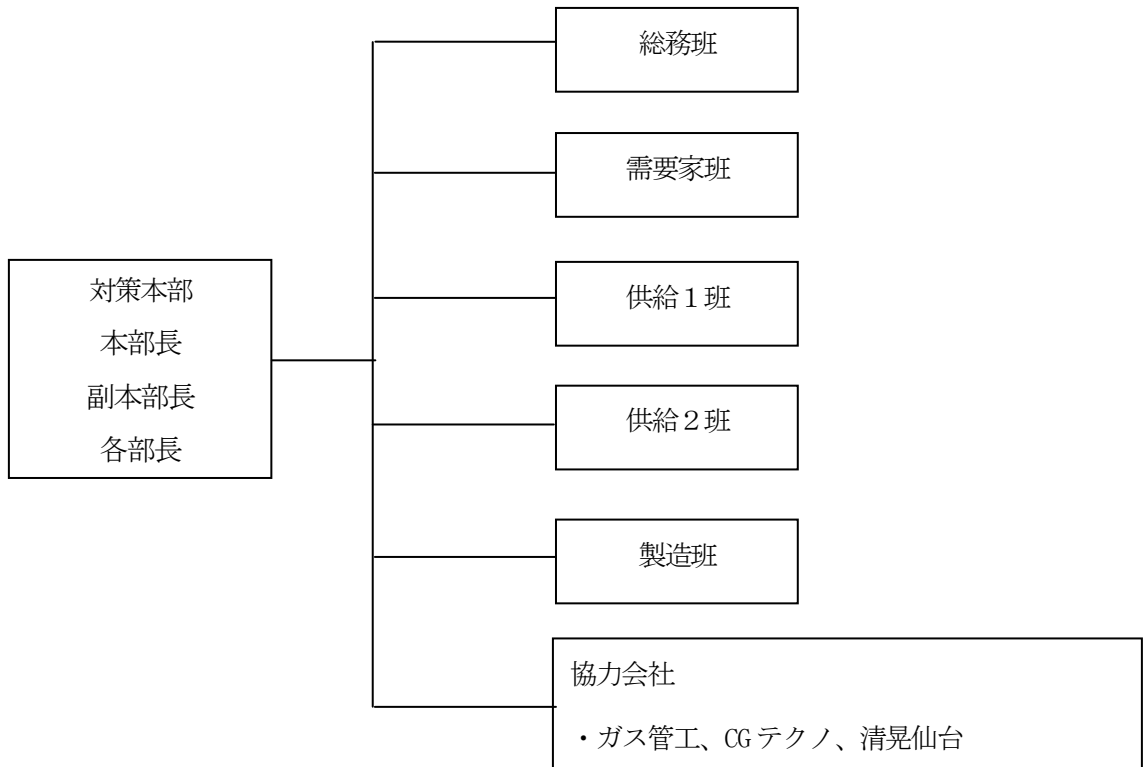 総務班
需要家班
対策本部
本部長
副本部長
各部長
供給１班
供給２班
製造班
協力会社
・ガス管工、CGテクノ、清晃仙台